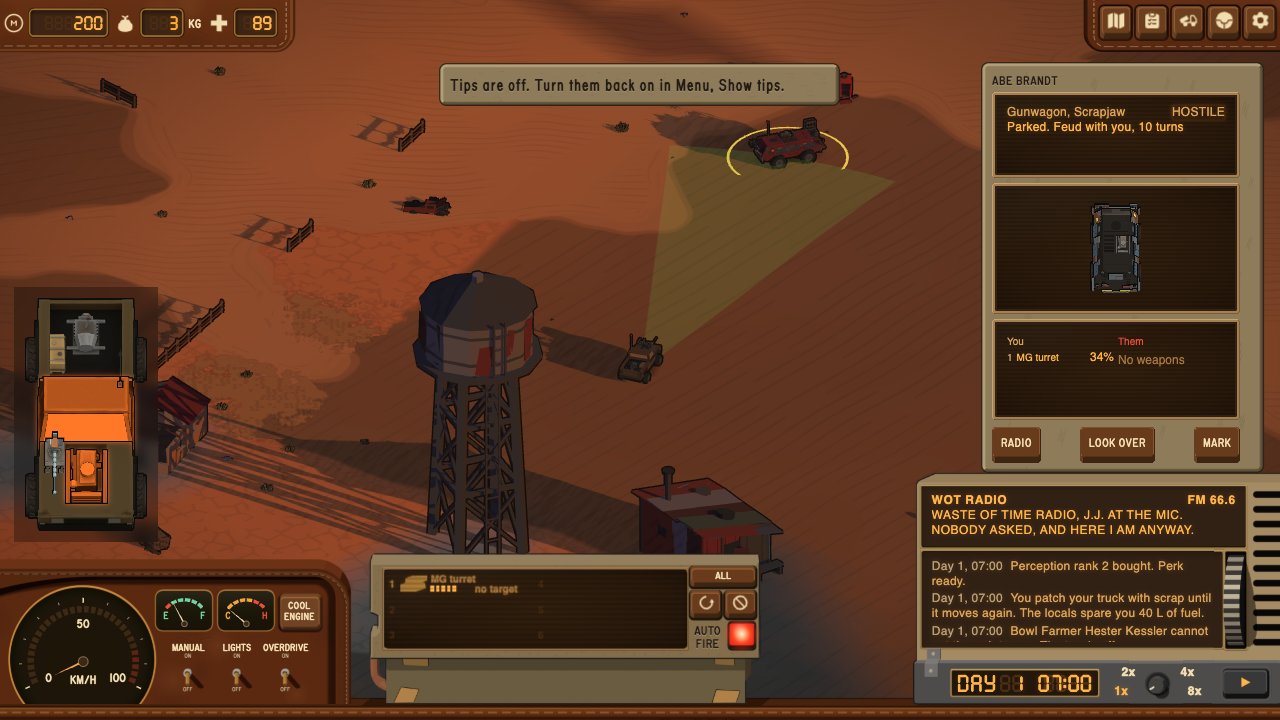 M 200 3 KG 89
Tips are off. Turn them back on in Menu, Show tips.
ABE BRANDT
Gunwagon, Scrapjaw HOSTILE
Parked. Feud with you, 10 turns
You Them
1 MG turret 34% No weapons
RADIO LOOK OVER MARK
WOT RADIO FM 66.6
WASTE OF TIME RADIO, J.J. AT THE MIC.
NOBODY ASKED, AND HERE I AM ANYWAY.
Day 1, 07:00 Perception rank 2 bought. Perk
ready.
Day 1, 07:00 You patch your truck with scrap until
it moves again. The locals spare you 40 L of fuel.
Day 1, 07:00 Bowl Farmer Hester Kessler cannot
DAY 1 07:00
2x 4x
1x 8x
1 MG turret no target 4
2 5
3 6
ALL
AUTO
FIRE
1
50
0 KM/H 100
E F
C H
COOL
ENGINE
MANUAL LIGHTS OVERDRIVE
ON ON ON
OFF OFF OFF